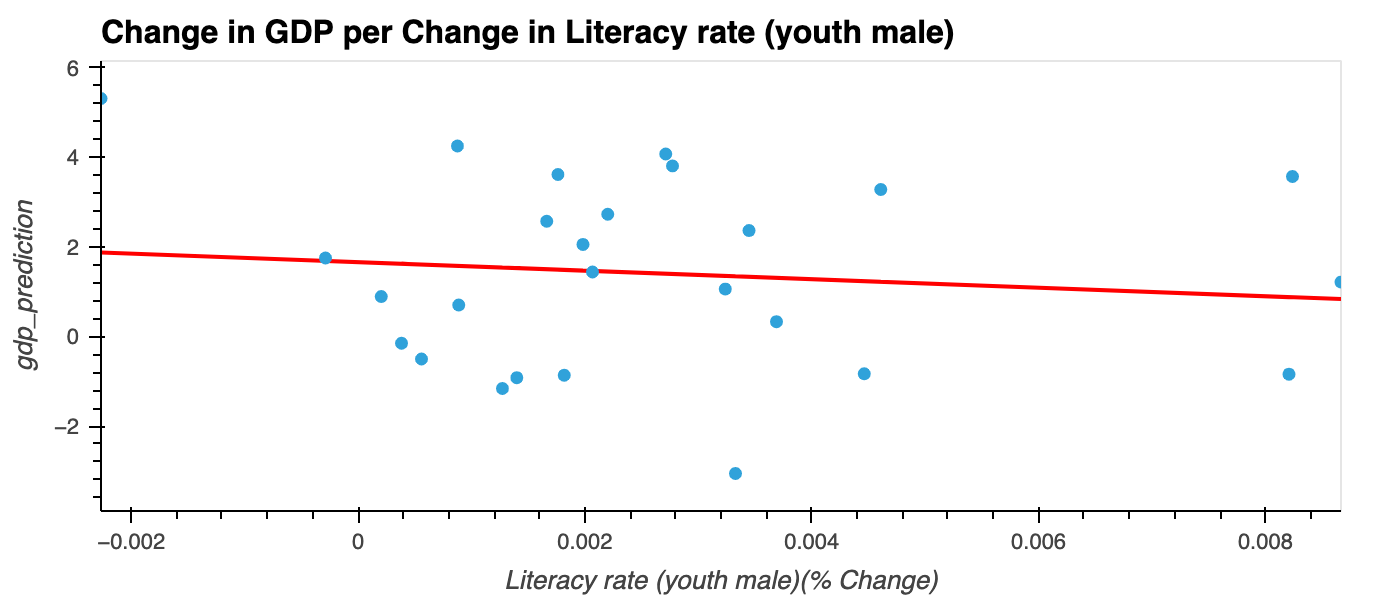 Change in GDP per Change in Literacy rate (youth male)
6
4
2
0
−2
gdp_prediction
−0.002 0 0.002 0.004 0.006 0.008
Literacy rate (youth male)(% Change)